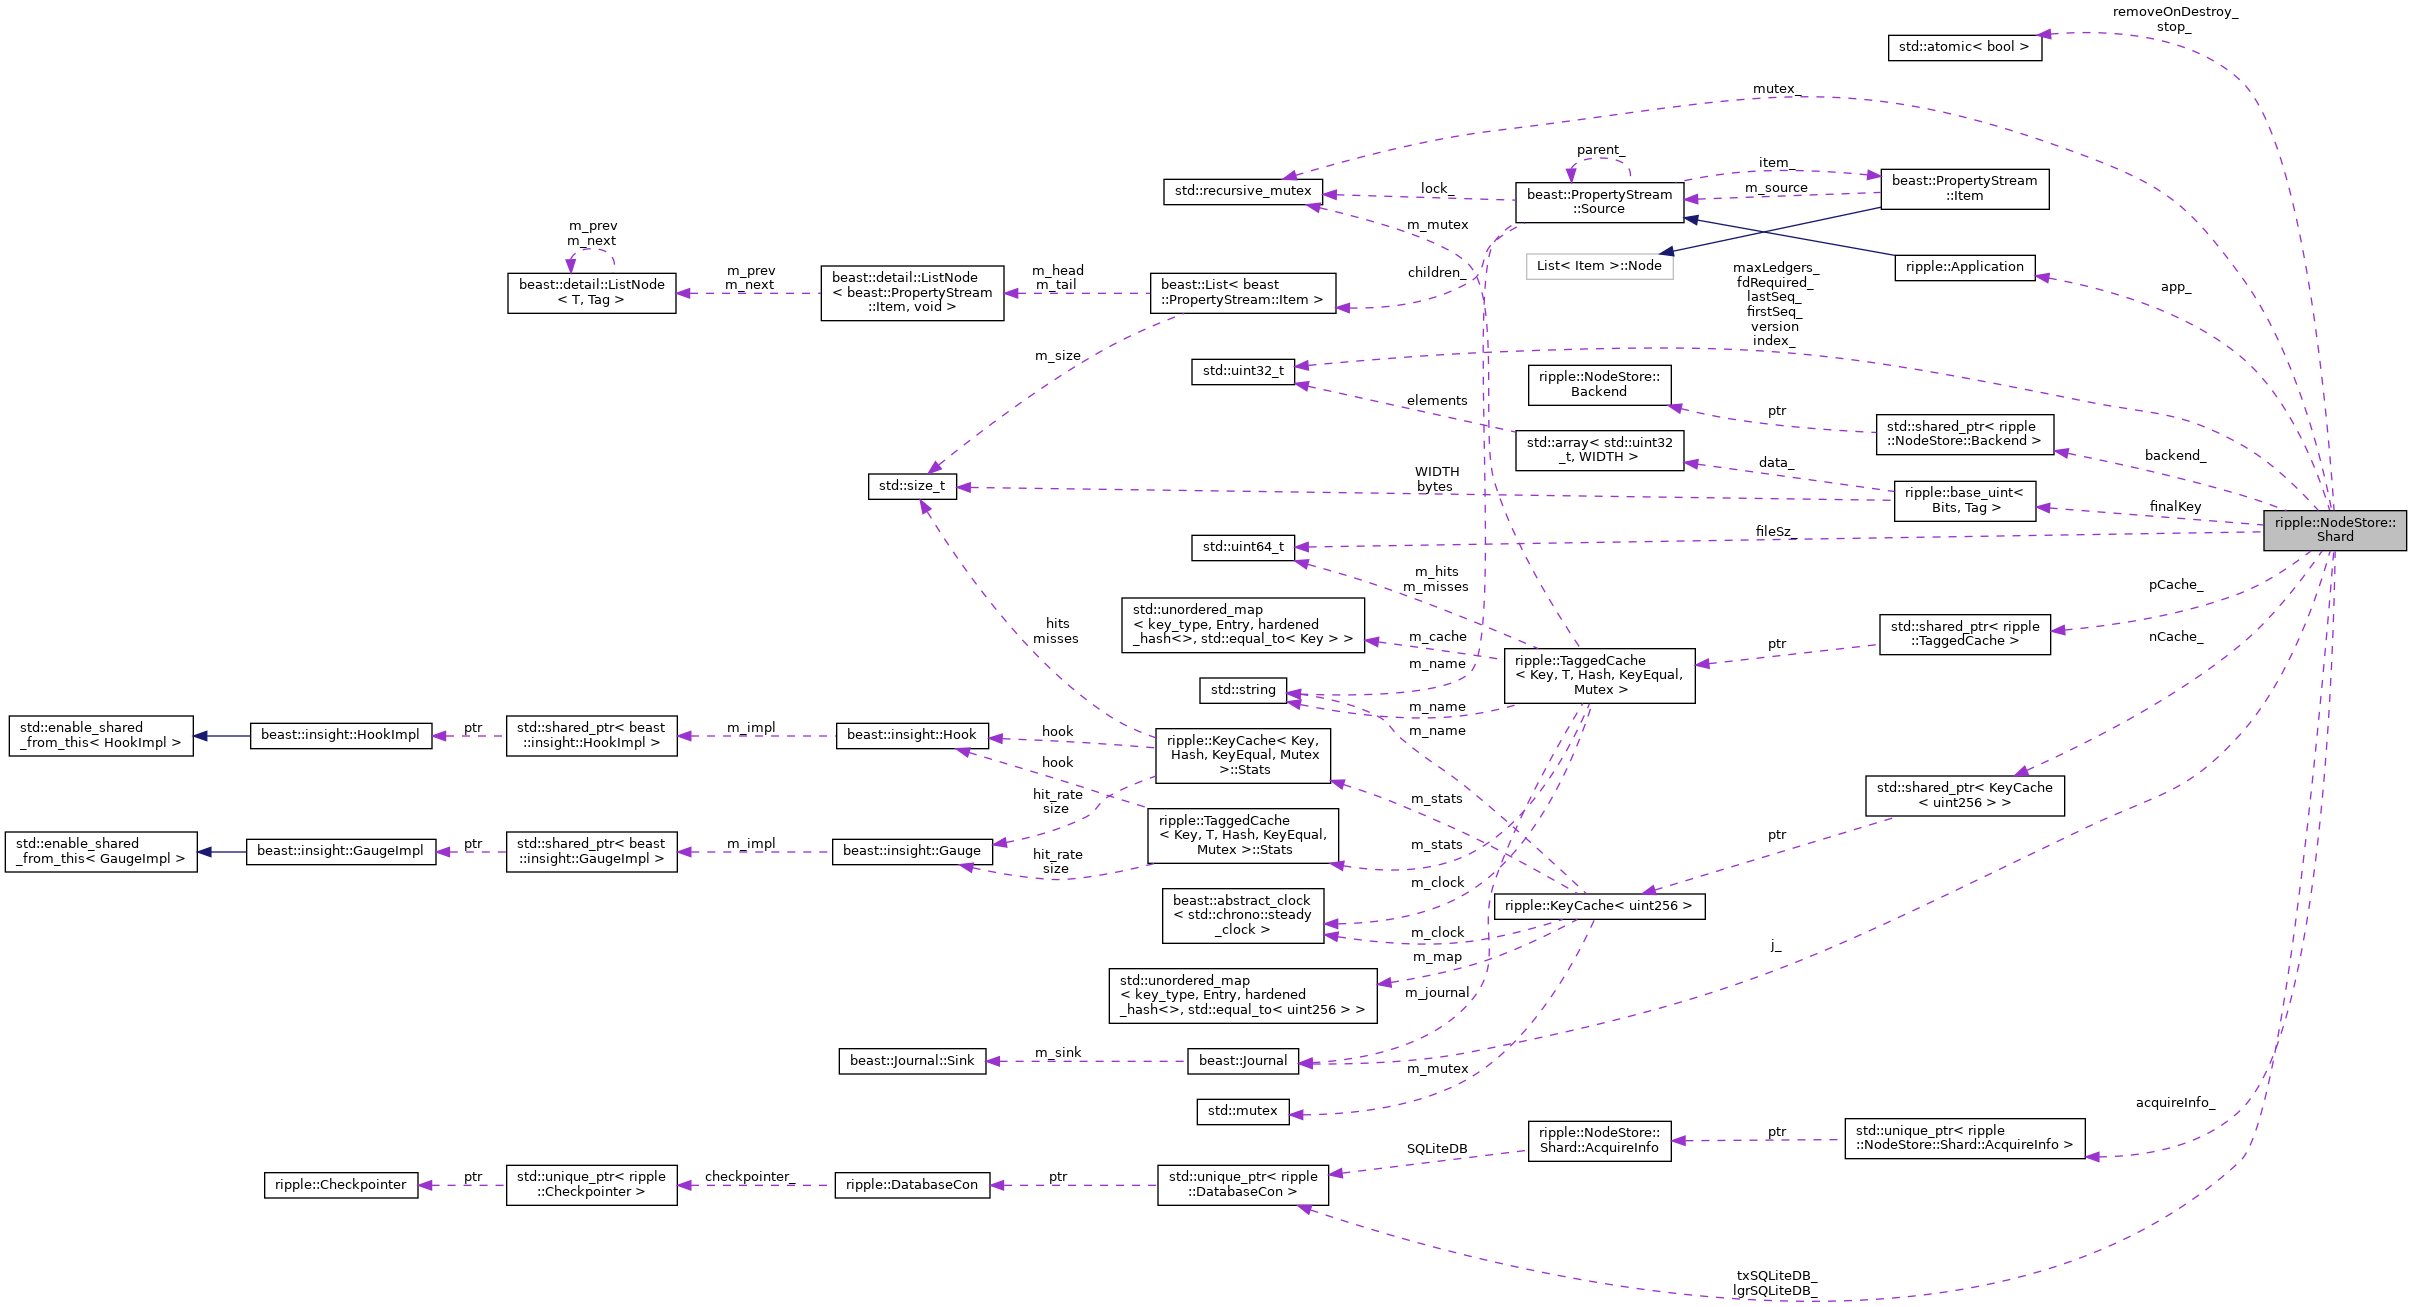 removeOnDestroy_
stop_
std::atomic< bool >
mutex_
parent_
item_
m_source
lock_
std::recursive_mutex
beast::PropertyStream
::Source
beast::PropertyStream
::Item
m_mutex
m_prev
m_next
List< Item >::Node
ripple::Application
app_
children_
beast::detail::ListNode
< T, Tag >
m_prev
m_next
beast::detail::ListNode
< beast::PropertyStream
::Item, void >
m_head
m_tail
beast::List< beast
::PropertyStream::Item >
maxLedgers_
fdRequired_
lastSeq_
firstSeq_
version
index_
m_size
std::uint32_t
ripple::NodeStore::
Backend
elements
ptr
std::shared_ptr< ripple
::NodeStore::Backend >
backend_
std::array< std::uint32
_t, WIDTH >
data_
WIDTH
bytes
std::size_t
ripple::base_uint<
Bits, Tag >
finalKey
ripple::NodeStore::
Shard
fileSz_
std::uint64_t
m_hits
m_misses
pCache_
std::unordered_map
< key_type, Entry, hardened
_hash<>, std::equal_to< Key > >
m_cache
hits
misses
nCache_
std::shared_ptr< ripple
::TaggedCache >
ptr
ripple::TaggedCache
< Key, T, Hash, KeyEqual,
Mutex >
m_name
std::string
m_name
m_name
std::enable_shared
_from_this< HookImpl >
beast::insight::HookImpl
ptr
std::shared_ptr< beast
::insight::HookImpl >
m_impl
beast::insight::Hook
hook
hook
ripple::KeyCache< Key,
Hash, KeyEqual, Mutex
>::Stats
hit_rate
size
m_stats
std::shared_ptr< KeyCache
< uint256 > >
ptr
std::enable_shared
_from_this< GaugeImpl >
beast::insight::GaugeImpl
ptr
std::shared_ptr< beast
::insight::GaugeImpl >
m_impl
beast::insight::Gauge
hit_rate
size
ripple::TaggedCache
< Key, T, Hash, KeyEqual,
Mutex >::Stats
m_stats
m_clock
beast::abstract_clock
< std::chrono::steady
_clock >
ripple::KeyCache< uint256 >
m_clock
m_map
j_
std::unordered_map
< key_type, Entry, hardened
_hash<>, std::equal_to< uint256 > >
m_journal
beast::Journal::Sink
m_sink
beast::Journal
m_mutex
std::mutex
acquireInfo_
ripple::NodeStore::
Shard::AcquireInfo
ptr
std::unique_ptr< ripple
::NodeStore::Shard::AcquireInfo >
SQLiteDB
ripple::Checkpointer
ptr
std::unique_ptr< ripple
::Checkpointer >
checkpointer_
ripple::DatabaseCon
ptr
std::unique_ptr< ripple
::DatabaseCon >
txSQLiteDB_
lgrSQLiteDB_